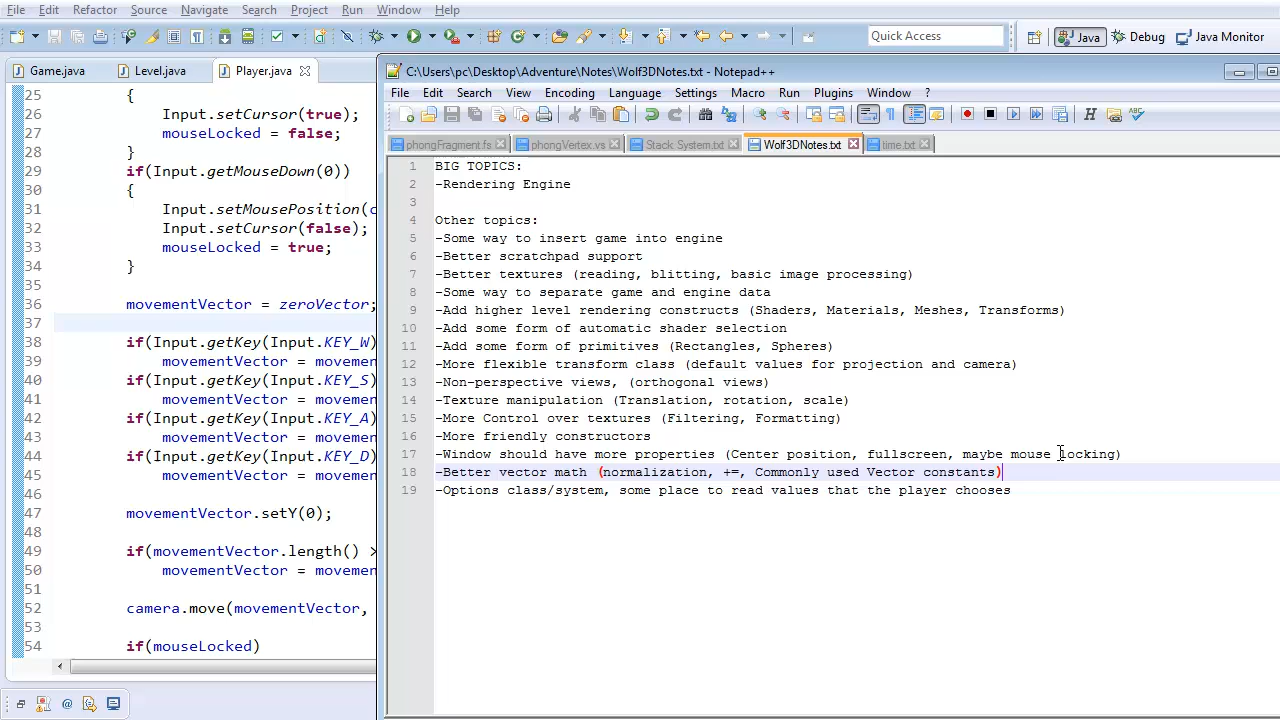 File Edit Refactor Source Navigate Search Project Run Window Help
Quick Access
Java
Debug
Java Monitor
Game.java
Level.java
Player.java
25 {
26 Input.setCursor(true);
27 mouseLocked = false;
28 }
29 if(Input.getMouseDown(0))
30 {
31 Input.setMousePosition(c
32 Input.setCursor(false);
33 mouseLocked = true;
34 }
35
36 movementVector = zeroVector;
37
38 if(Input.getKey(Input.KEY_W)
39 movementVector = movemen
40 if(Input.getKey(Input.KEY_S)
41 movementVector = movemen
42 if(Input.getKey(Input.KEY_A)
43 movementVector = movemen
44 if(Input.getKey(Input.KEY_D)
45 movementVector = movemen
46
47 movementVector.setY(0);
48
49 if(movementVector.length() >
50 movementVector = movemen
51
52 camera.move(movementVector,
53
54 if(mouseLocked)
C:\Users\pc\Desktop\Adventure\Notes\Wolf3DNotes.txt - Notepad++
File Edit Search View Encoding Language Settings Macro Run Plugins Window ?
phongFragment.fs
phongVertex.vs
Stack System.txt
Wolf3DNotes.txt
time.txt
1 BIG TOPICS:
2 -Rendering Engine
3
4 Other topics:
5 -Some way to insert game into engine
6 -Better scratchpad support
7 -Better textures (reading, blitting, basic image processing)
8 -Some way to separate game and engine data
9 -Add higher level rendering constructs (Shaders, Materials, Meshes, Transforms)
10 -Add some form of automatic shader selection
11 -Add some form of primitives (Rectangles, Spheres)
12 -More flexible transform class (default values for projection and camera)
13 -Non-perspective views, (orthogonal views)
14 -Texture manipulation (Translation, rotation, scale)
15 -More Control over textures (Filtering, Formatting)
16 -More friendly constructors
17 -Window should have more properties (Center position, fullscreen, maybe mouse locking)
18 -Better vector math (normalization, +=, Commonly used Vector constants)
19 -Options class/system, some place to read values that the player chooses